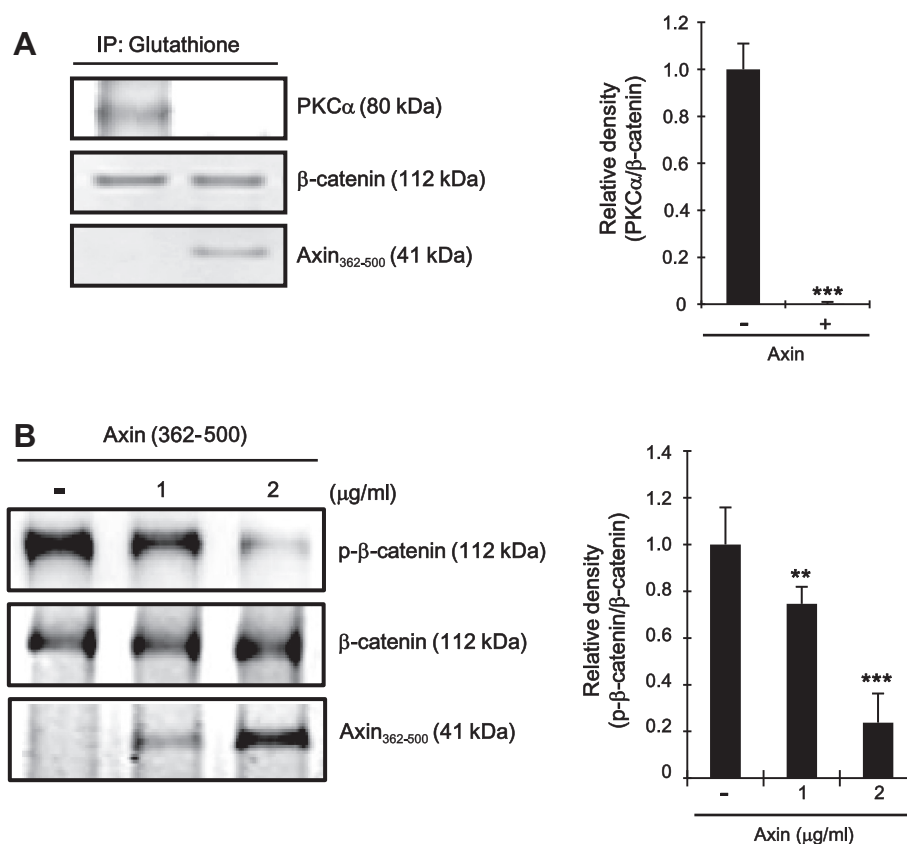 A
IP: Glutathione
PKCα (80 kDa)
β-catenin (112 kDa)
Axin362-500 (41 kDa)
Relative density
(PKCα/β-catenin)
1.2
1.0
0.8
0.6
0.4
0.2
0
***
- +
Axin
B
Axin (362-500)
- 1 2 (μg/ml)
p-β-catenin (112 kDa)
β-catenin (112 kDa)
Axin362-500 (41 kDa)
Relative density
(p-β-catenin/β-catenin)
1.4
1.2
1.0
0.8
0.6
0.4
0.2
0
**
***
- 1 2
Axin (μg/ml)